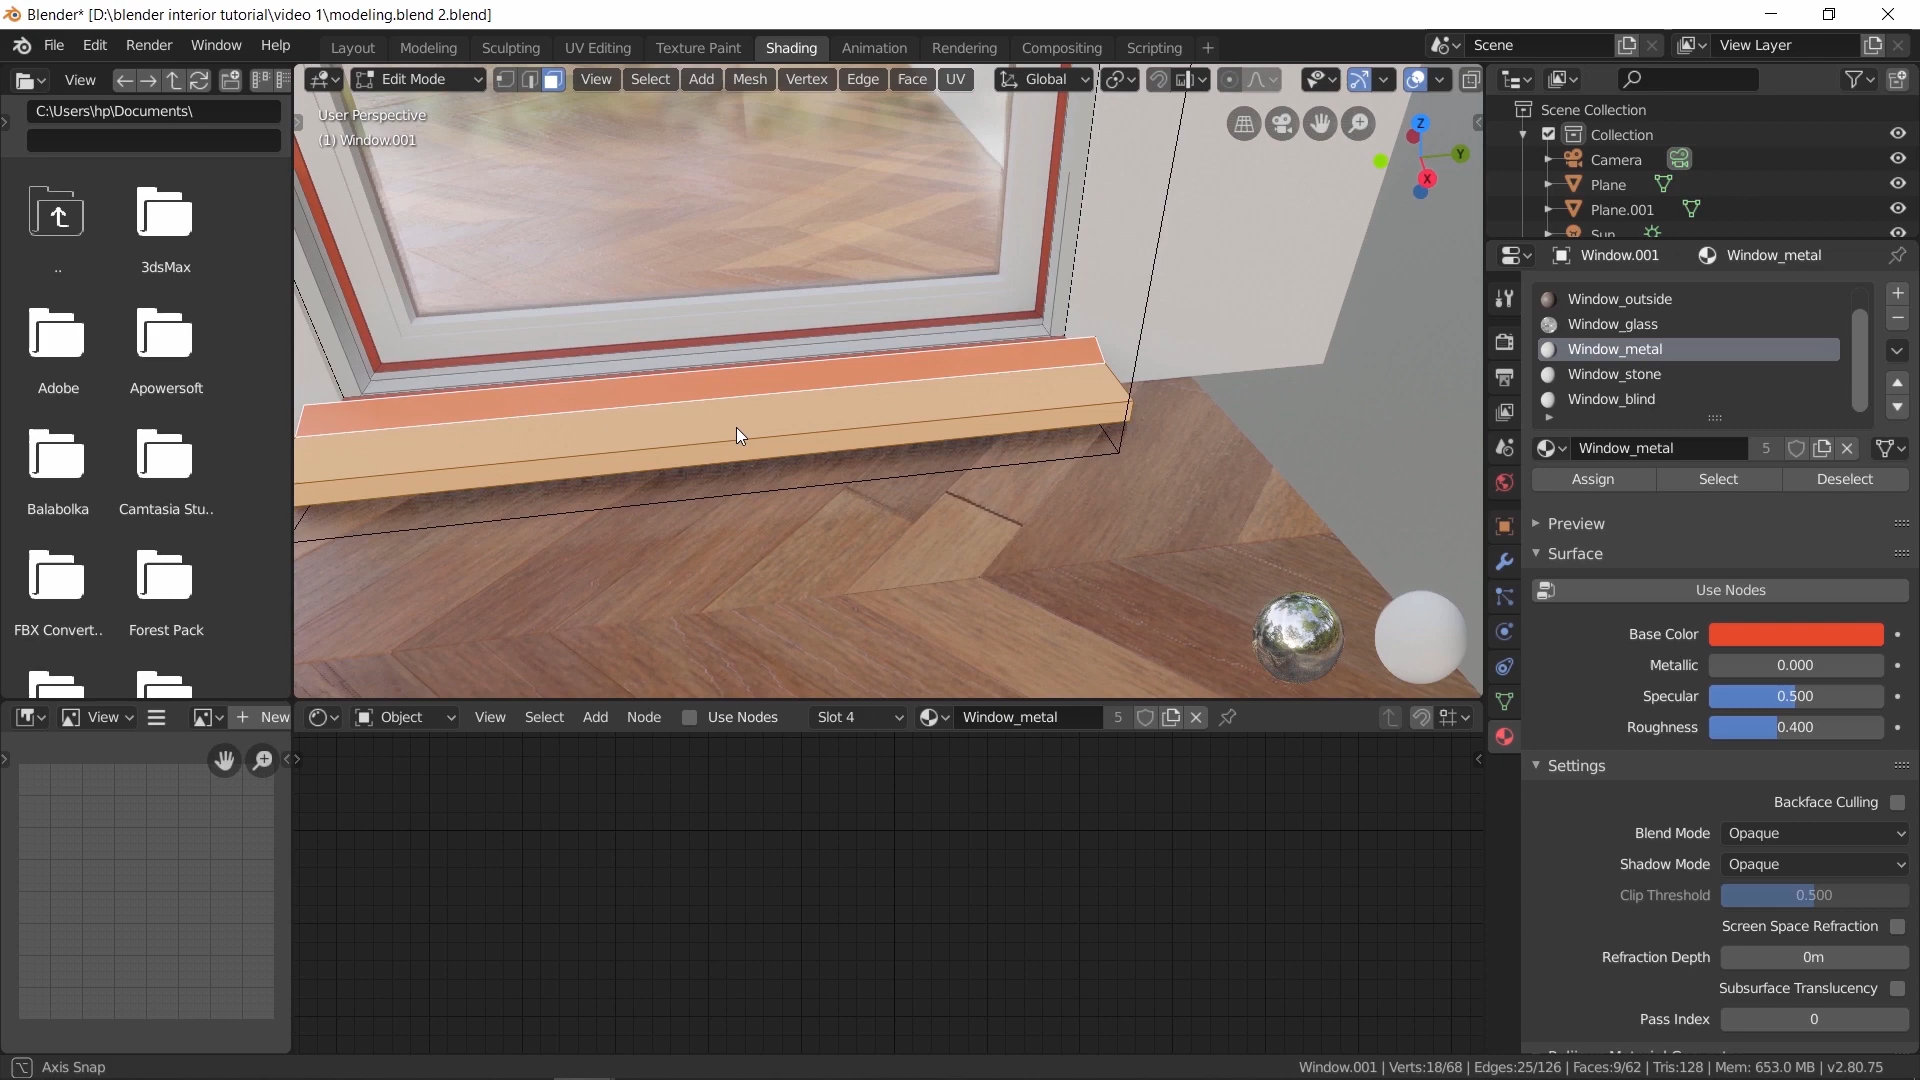 Blender* [D:\blender interior tutorial\video 1\modeling.blend 2.blend]
File Edit Render Window Help Layout Modeling Sculpting UV Editing Texture Paint Shading Animation Rendering Compositing Scripting + Scene View Layer
View Edit Mode View Select Add Mesh Vertex Edge Face UV Global
C:\Users\hp\Documents\
User Perspective
(1) Window.001
Z
Y
X
Scene Collection
Collection
Camera
Plane
Plane.001
Sun
Window.001 Window_metal
.. 3dsMax
Adobe Apowersoft
Balabolka Camtasia Stu..
FBX Convert.. Forest Pack
Window_outside
Window_glass
Window_metal
Window_stone
Window_blind
Window_metal 5
Assign Select Deselect
Preview
Surface
Use Nodes
Base Color
Metallic 0.000
Specular 0.500
Roughness 0.400
View + New Object View Select Add Node Use Nodes Slot 4 Window_metal 5
Settings
Backface Culling
Blend Mode Opaque
Shadow Mode Opaque
Clip Threshold 0.500
Screen Space Refraction
Refraction Depth 0m
Subsurface Translucency
Pass Index 0
Axis Snap Window.001 | Verts:18/68 | Edges:25/126 | Faces:9/62 | Tris:128 | Mem: 653.0 MB | v2.80.75